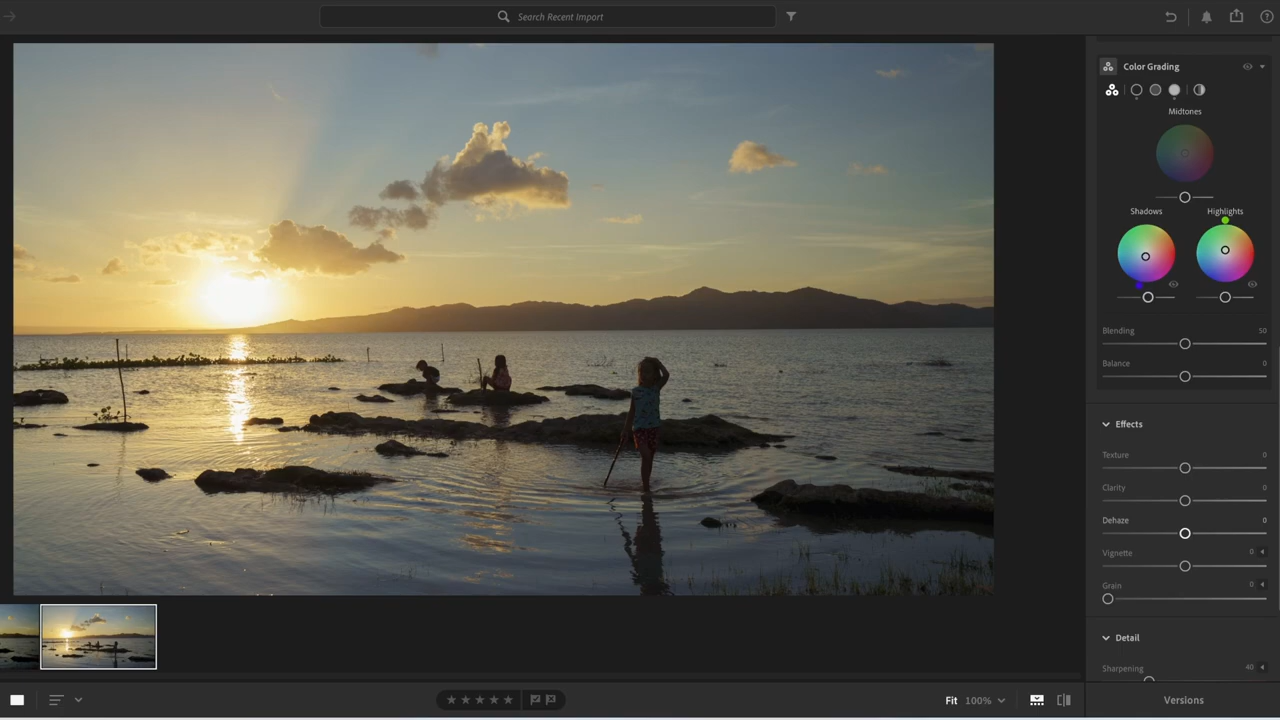 Search Recent Import
Color Grading
Midtones
Shadows
Highlights
Blending 50
Balance 0
Effects
Texture 0
Clarity 0
Dehaze 0
Vignette 0
Grain 0
Detail
Sharpening 40
Fit 100%
Versions